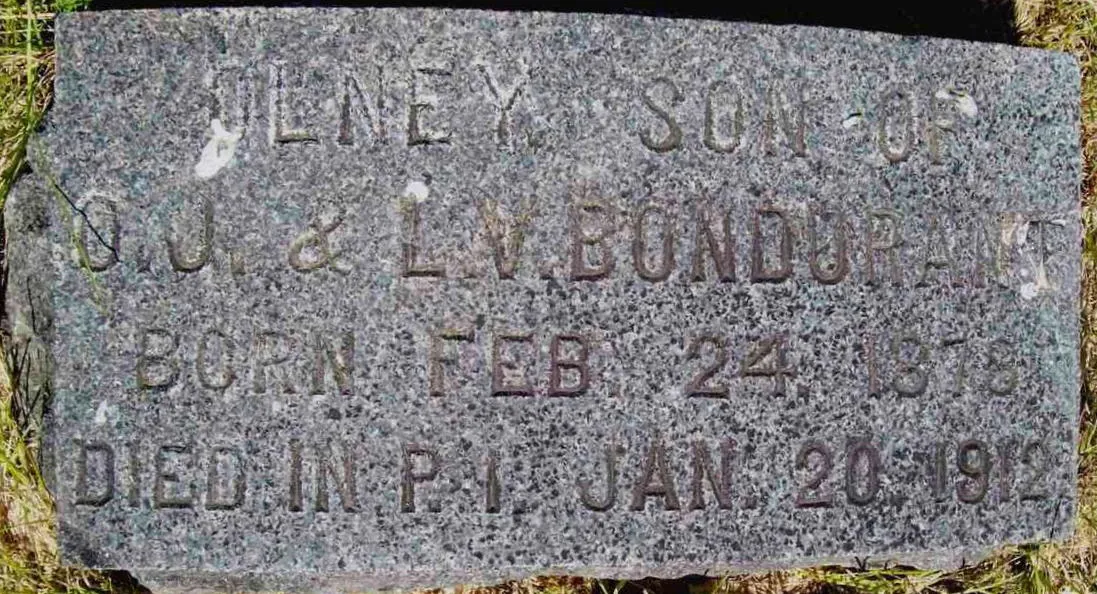 OLNEY, SON OF
O.J. & L.V. BONDURANT
BORN FEB. 24, 1878
DIED IN P.I. JAN. 20, 1912